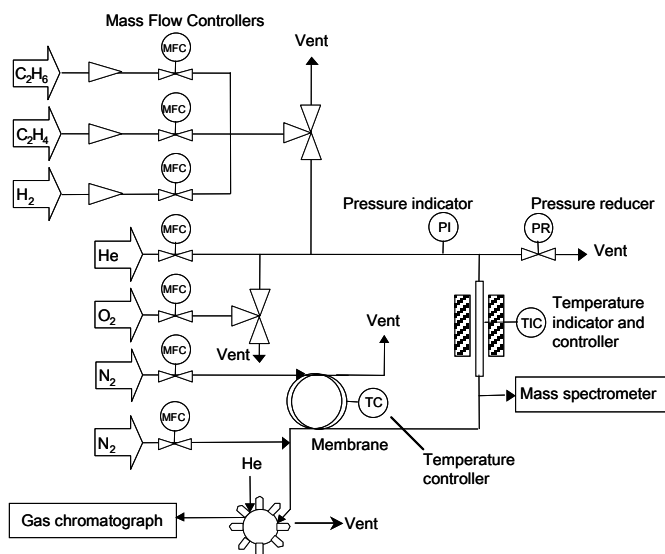 Mass Flow Controllers
MFC
Vent
C₂H₆
MFC
C₂H₄
MFC
H₂
Pressure indicator
Pressure reducer
MFC
PI
PR
He
Vent
MFC
O₂
TIC
Temperature
indicator and
controller
Vent
MFC
Vent
N₂
TC
Mass spectrometer
MFC
N₂
Membrane
Temperature
controller
He
Gas chromatograph
Vent